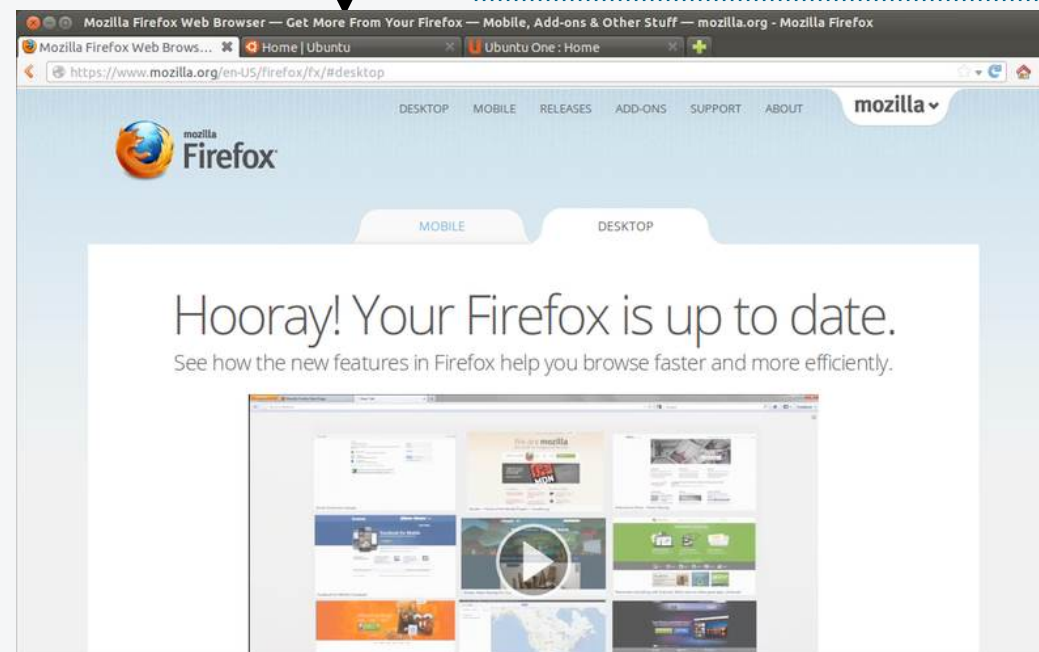 Mozilla Firefox Web Browser — Get More From Your Firefox — Mobile, Add-ons & Other Stuff — mozilla.org - Mozilla Firefox
Mozilla Firefox Web Brows... Home | Ubuntu Ubuntu One : Home
https://www.mozilla.org/en-US/firefox/fx/#desktop
DESKTOP MOBILE RELEASES ADD-ONS SUPPORT ABOUT mozilla
mozilla
Firefox
MOBILE DESKTOP
Hooray! Your Firefox is up to date.
See how the new features in Firefox help you browse faster and more efficiently.
We are mozilla